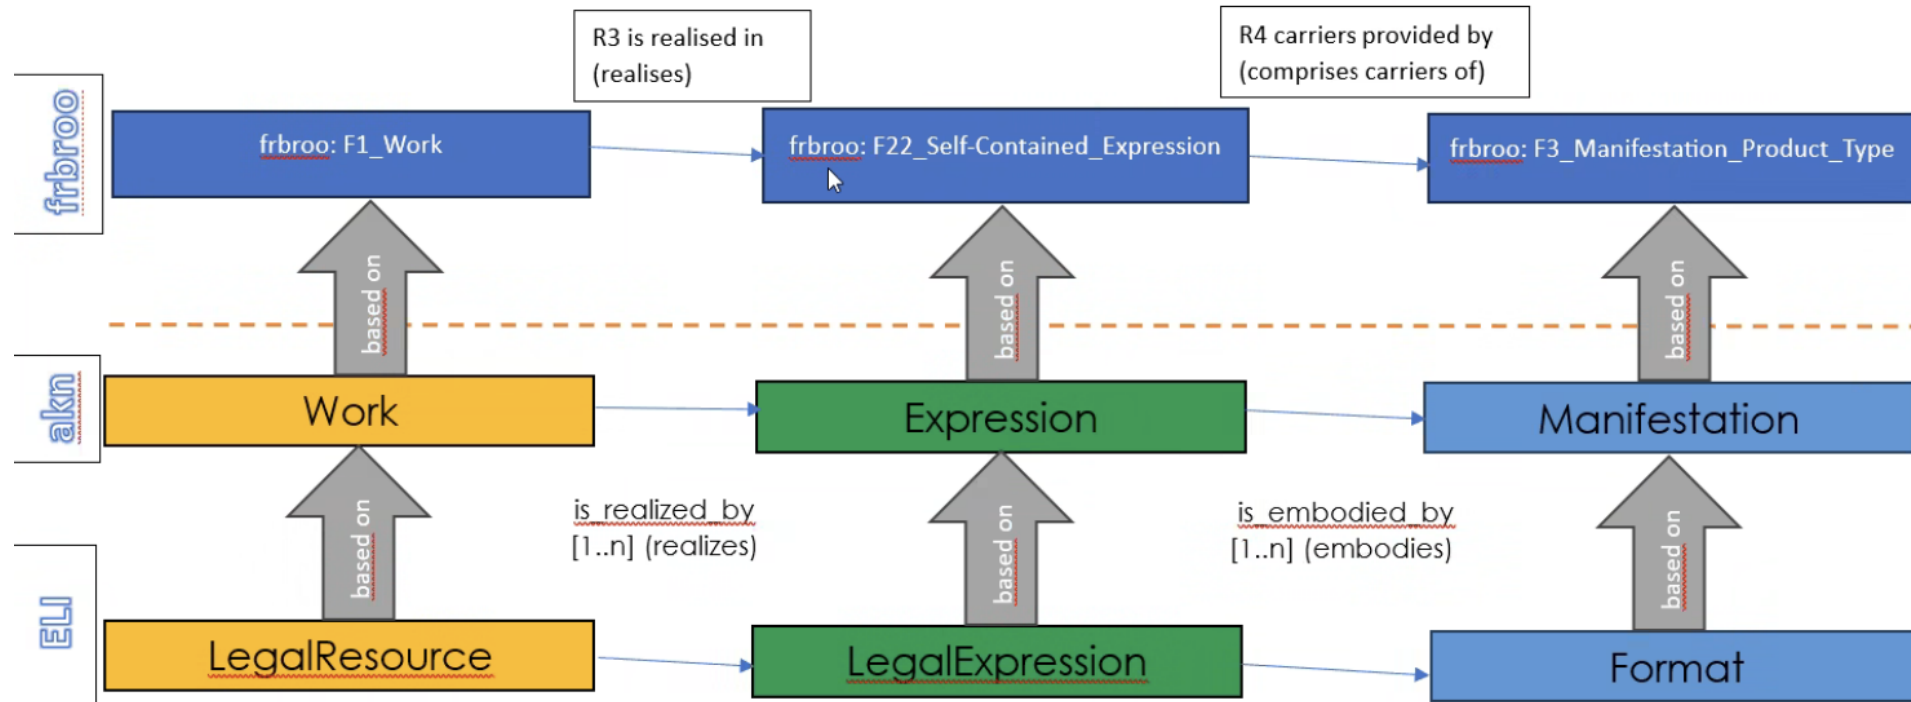 R3 is realised in
(realises)
R4 carriers provided by
(comprises carriers of)
frbroo
frbroo: F1_Work
frbroo: F22_Self-Contained_Expression
frbroo: F3_Manifestation_Product_Type
based on
based on
based on
akn
Work
Expression
Manifestation
based on
is_realized_by
[1..n] (realizes)
based on
is_embodied_by
[1..n] (embodies)
based on
ELI
LegalResource
LegalExpression
Format